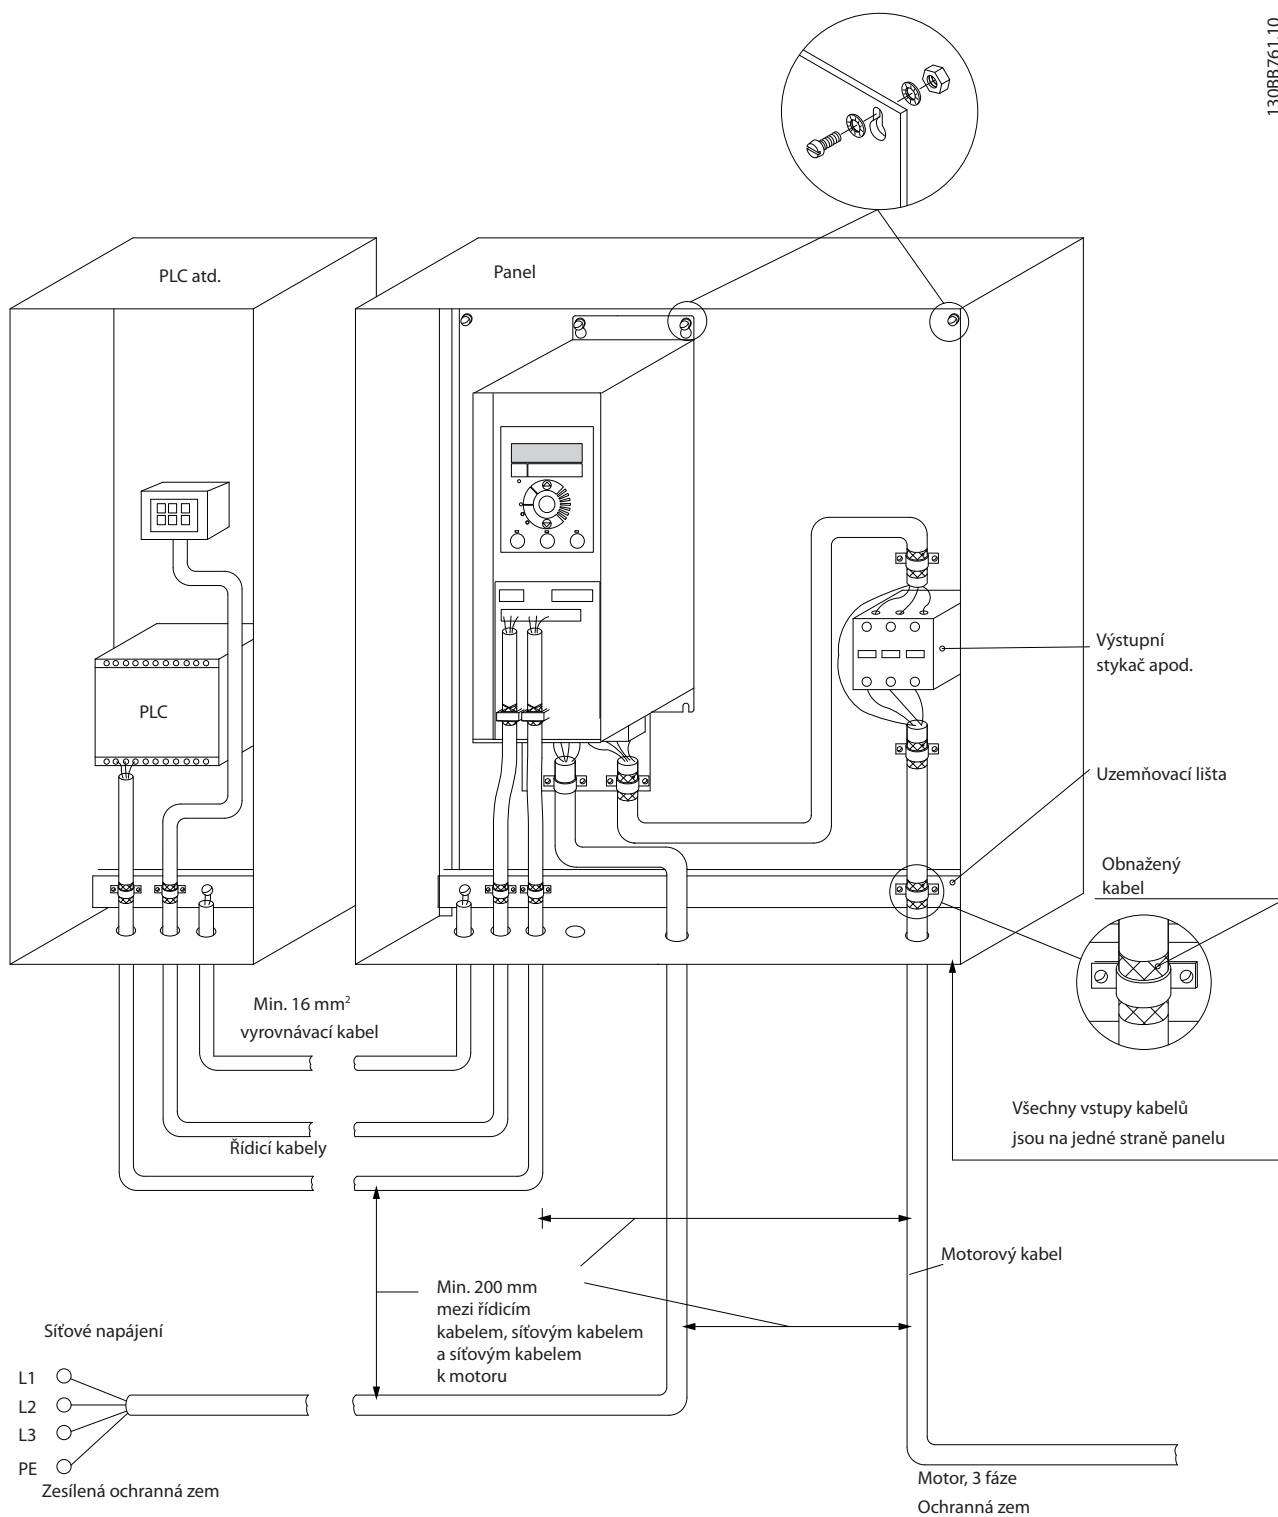 130BB761.10
PLC atd.
Panel
PLC
Výstupní
stykač apod.
Uzemňovací lišta
Obnažený
kabel
Min. 16 mm²
vyrovnávací kabel
Všechny vstupy kabelů
jsou na jedné straně panelu
Řídicí kabely
Motorový kabel
Min. 200 mm
mezi řídicím
kabelem, síťovým kabelem
a síťovým kabelem
k motoru
Síťové napájení
L1
L2
L3
PE
Zesílená ochranná zem
Motor, 3 fáze
Ochranná zem